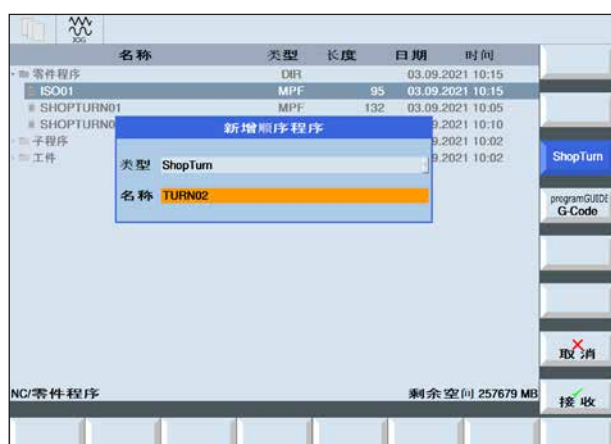 JOG
名称 类型 长度 日期 时间
零件程序 DIR 03.09.2021 10:15
ISO01 MPF 95 03.09.2021 10:15
SHOPTURN01 MPF 132 03.09.2021 10:05
SHOPTURN0 9.2021 10:10
子程序 9.2021 10:02
工件 9.2021 10:02
新增顺序程序
类型 ShopTurn
名称 TURN02
ShopTurn
programGUIDE
G-Code
取消
NC/零件程序 剩余空间 257679 MB
接收